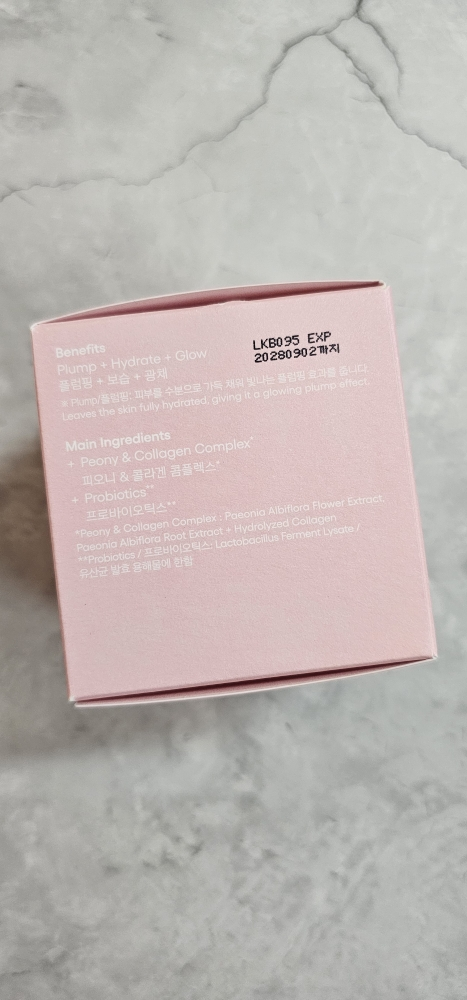 Benefits
Plump + Hydrate + Glow
플럼핑 + 보습 + 광채
※ Plump/플럼핑: 피부를 수분으로 가득 채워 빛나는 플럼핑 효과를 줍니다.
Leaves the skin fully hydrated, giving it a glowing plump effect.
LKB095 EXP
20280902까지
Main Ingredients
+ Peony & Collagen Complex*
피오니 & 콜라겐 콤플렉스*
+ Probiotics**
프로바이오틱스**
*Peony & Collagen Complex : Paeonia Albiflora Flower Extract,
Paeonia Albiflora Root Extract + Hydrolyzed Collagen
**Probiotics / 프로바이오틱스: Lactobacillus Ferment Lysate /
유산균 발효 용해물에 한함